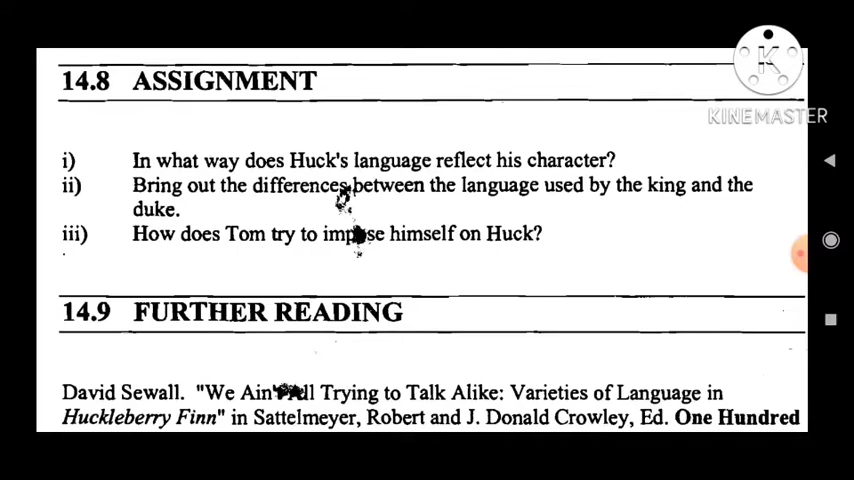 K
KINEMASTER
14.8 ASSIGNMENT
i) In what way does Huck's language reflect his character?
ii) Bring out the differences between the language used by the king and the
duke.
iii) How does Tom try to impose himself on Huck?
14.9 FURTHER READING
David Sewall. "We Ain't All Trying to Talk Alike: Varieties of Language in
Huckleberry Finn" in Sattelmeyer, Robert and J. Donald Crowley, Ed. One Hundred